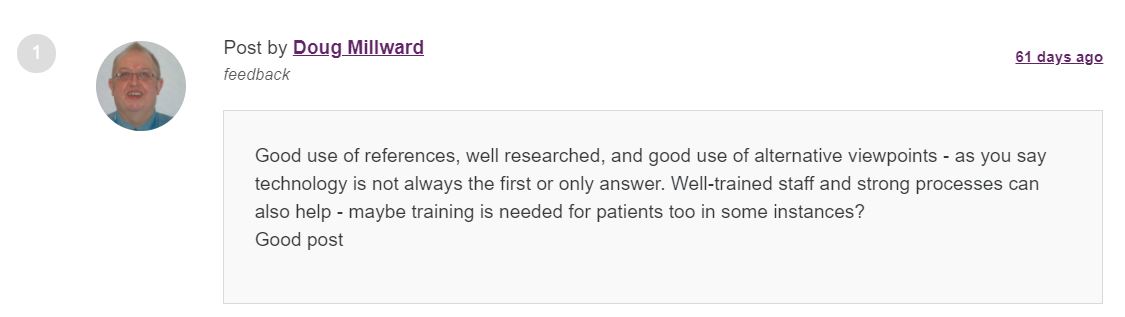 1
Post by Doug Millward
61 days ago
feedback
Good use of references, well researched, and good use of alternative viewpoints - as you say
technology is not always the first or only answer. Well-trained staff and strong processes can
also help - maybe training is needed for patients too in some instances?
Good post